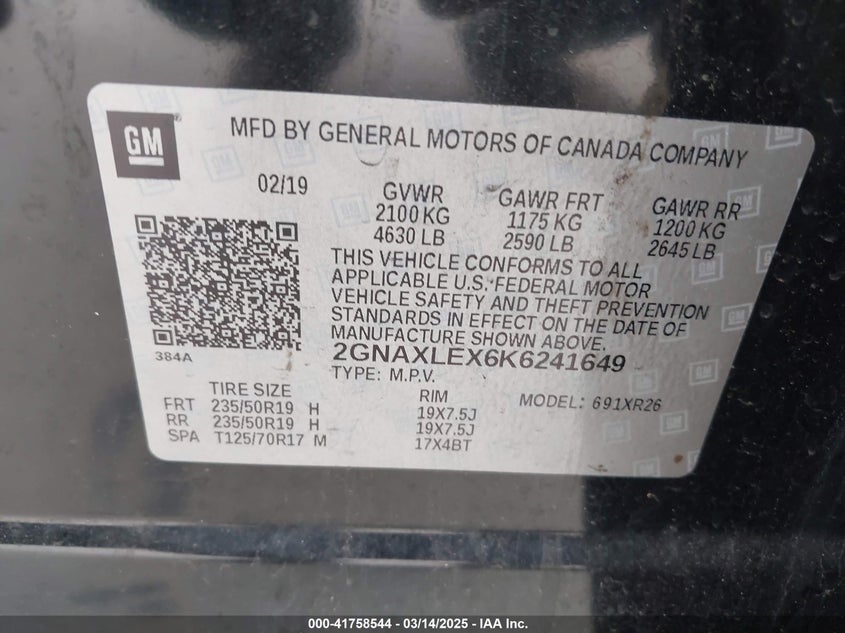 GM
MFD BY GENERAL MOTORS OF CANADA COMPANY
02/19
GVWR
2100 KG
4630 LB
GAWR FRT
1175 KG
2590 LB
GAWR RR
1200 KG
2645 LB
THIS VEHICLE CONFORMS TO ALL
APPLICABLE U.S. FEDERAL MOTOR
VEHICLE SAFETY AND THEFT PREVENTION
STANDARDS IN EFFECT ON THE DATE OF
MANUFACTURE SHOWN ABOVE.
384A
2GNAXLEX6K6241649
TYPE: M.P.V.
TIRE SIZE
FRT 235/50R19 H
RR 235/50R19 H
SPA T125/70R17 M
RIM
19X7.5J
19X7.5J
17X4BT
MODEL: 691XR26
000-41758544 - 03/14/2025 - IAA Inc.